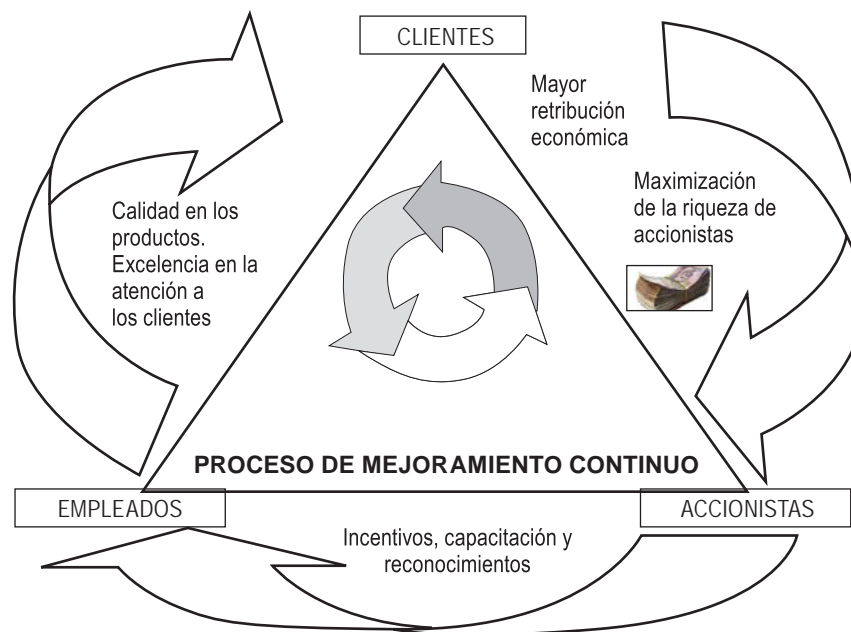 CLIENTES
Mayor
retribución
económica
Maximización
de la riqueza de
accionistas
Calidad en los
productos.
Excelencia en la
atención a
los clientes
PROCESO DE MEJORAMIENTO CONTINUO
EMPLEADOS
ACCIONISTAS
Incentivos, capacitación y
reconocimientos